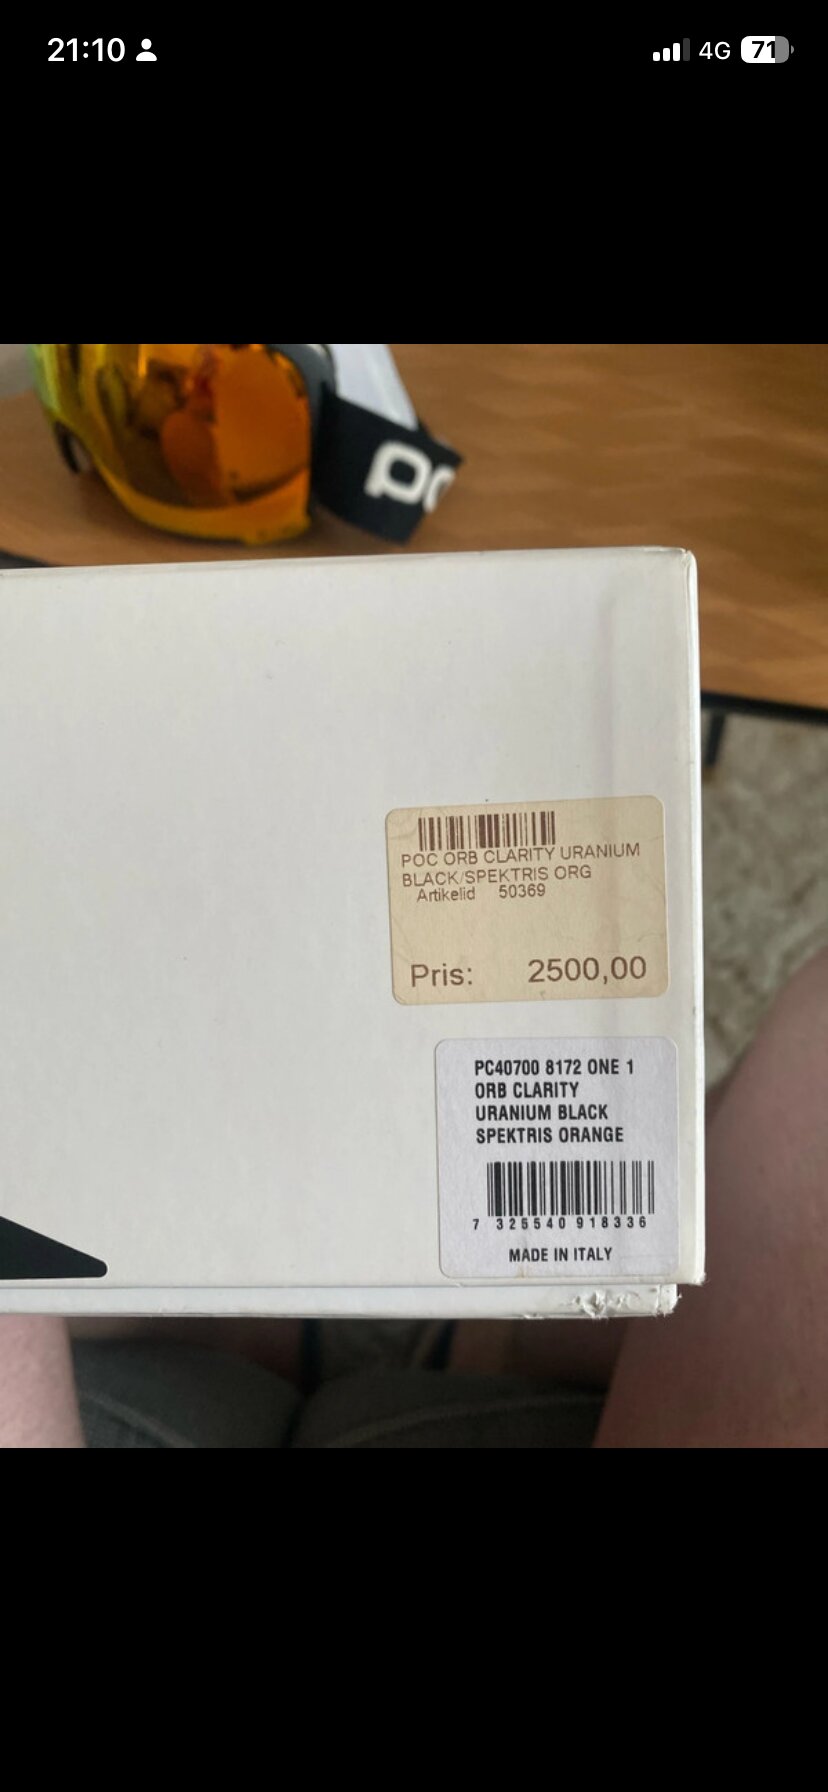 21:10
4G
71
POC
POC ORB CLARITY URANIUM
BLACK/SPEKTRIS ORG
Artikelid 50369
Pris: 2500,00
PC40700 8172 ONE 1
ORB CLARITY
URANIUM BLACK
SPEKTRIS ORANGE
7 325540 918336
MADE IN ITALY